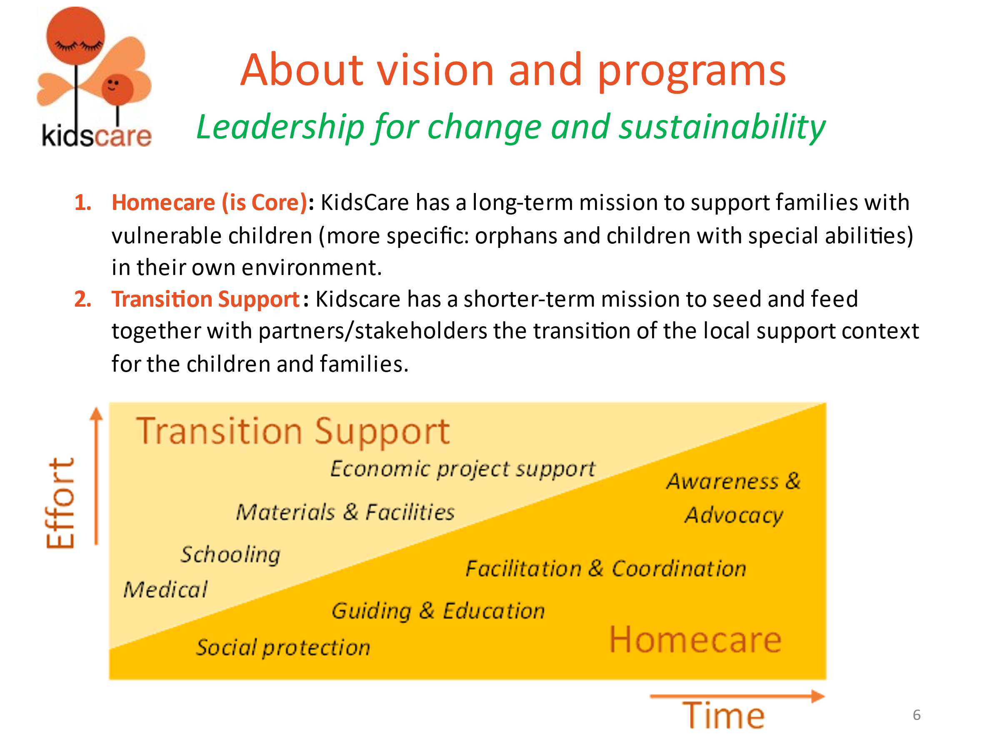 kidscare
About vision and programs
Leadership for change and sustainability
1. Homecare (is Core): KidsCare has a long-term mission to support families with
vulnerable children (more specific: orphans and children with special abilities)
in their own environment.
2. Transition Support : Kidscare has a shorter-term mission to seed and feed
together with partners/stakeholders the transition of the local support context
for the children and families.
Effort
Transition Support
Economic project support
Materials & Facilities
Schooling
Medical
Awareness &
Advocacy
Facilitation & Coordination
Guiding & Education
Homecare
Social protection
Time
6